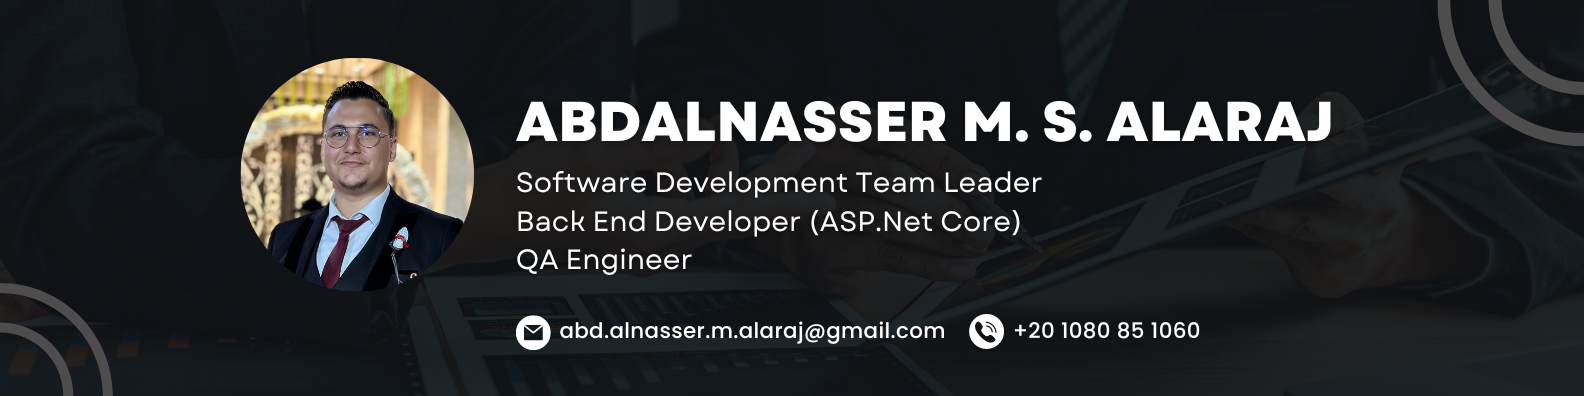 ABDALNASSER M. S. ALARAJ
Software Development Team Leader
Back End Developer (ASP.Net Core)
QA Engineer
abd.alnasser.m.alaraj@gmail.com +20 1080 85 1060